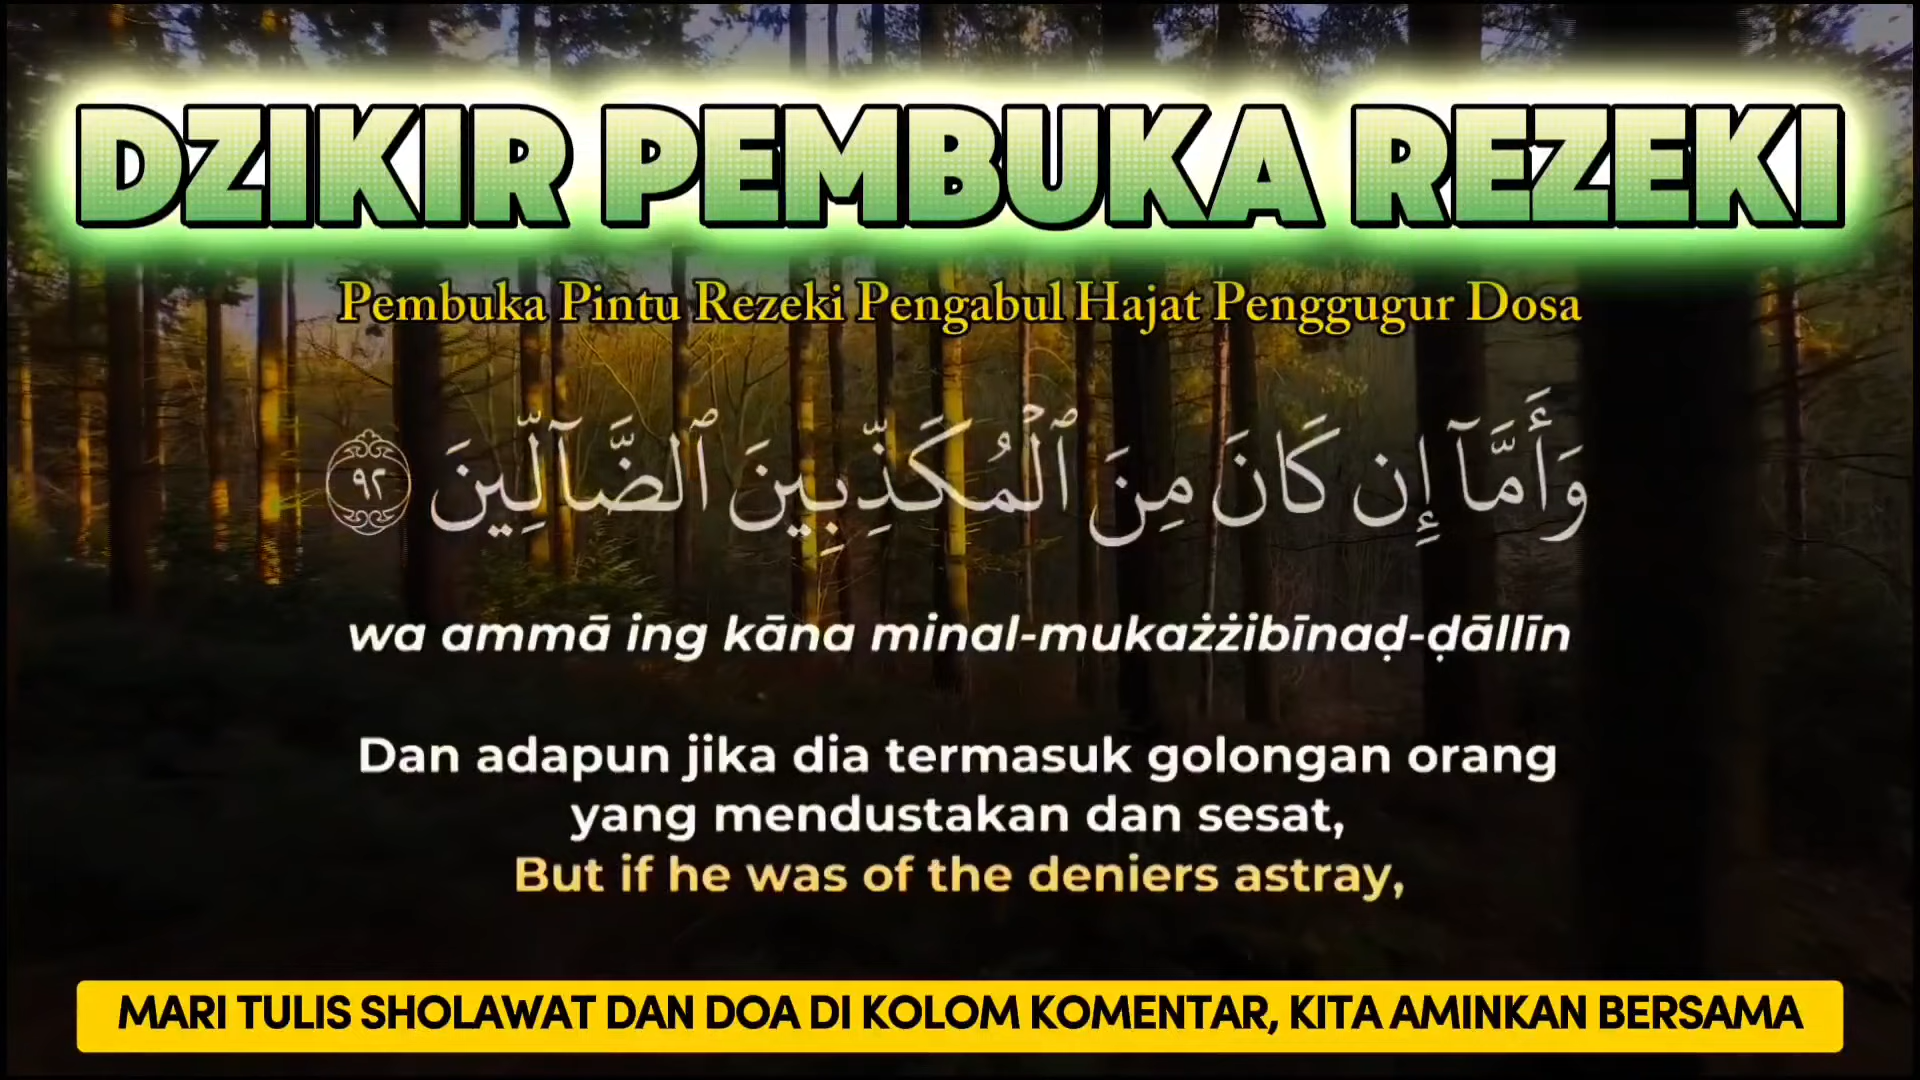 DZIKIR PEMBUKA REZEKI
Pembuka Pintu Rezeki Pengabul Hajat Penggugur Dosa
وَأَمَّآ إِن كَانَ مِنَ ٱلْمُكَذِّبِينَ ٱلضَّآلِّينَ ٩٢
wa ammā ing kāna minal-mukażżibīnaḍ-ḍāllīn
Dan adapun jika dia termasuk golongan orang
yang mendustakan dan sesat,
But if he was of the deniers astray,
MARI TULIS SHOLAWAT DAN DOA DI KOLOM KOMENTAR, KITA AMINKAN BERSAMA